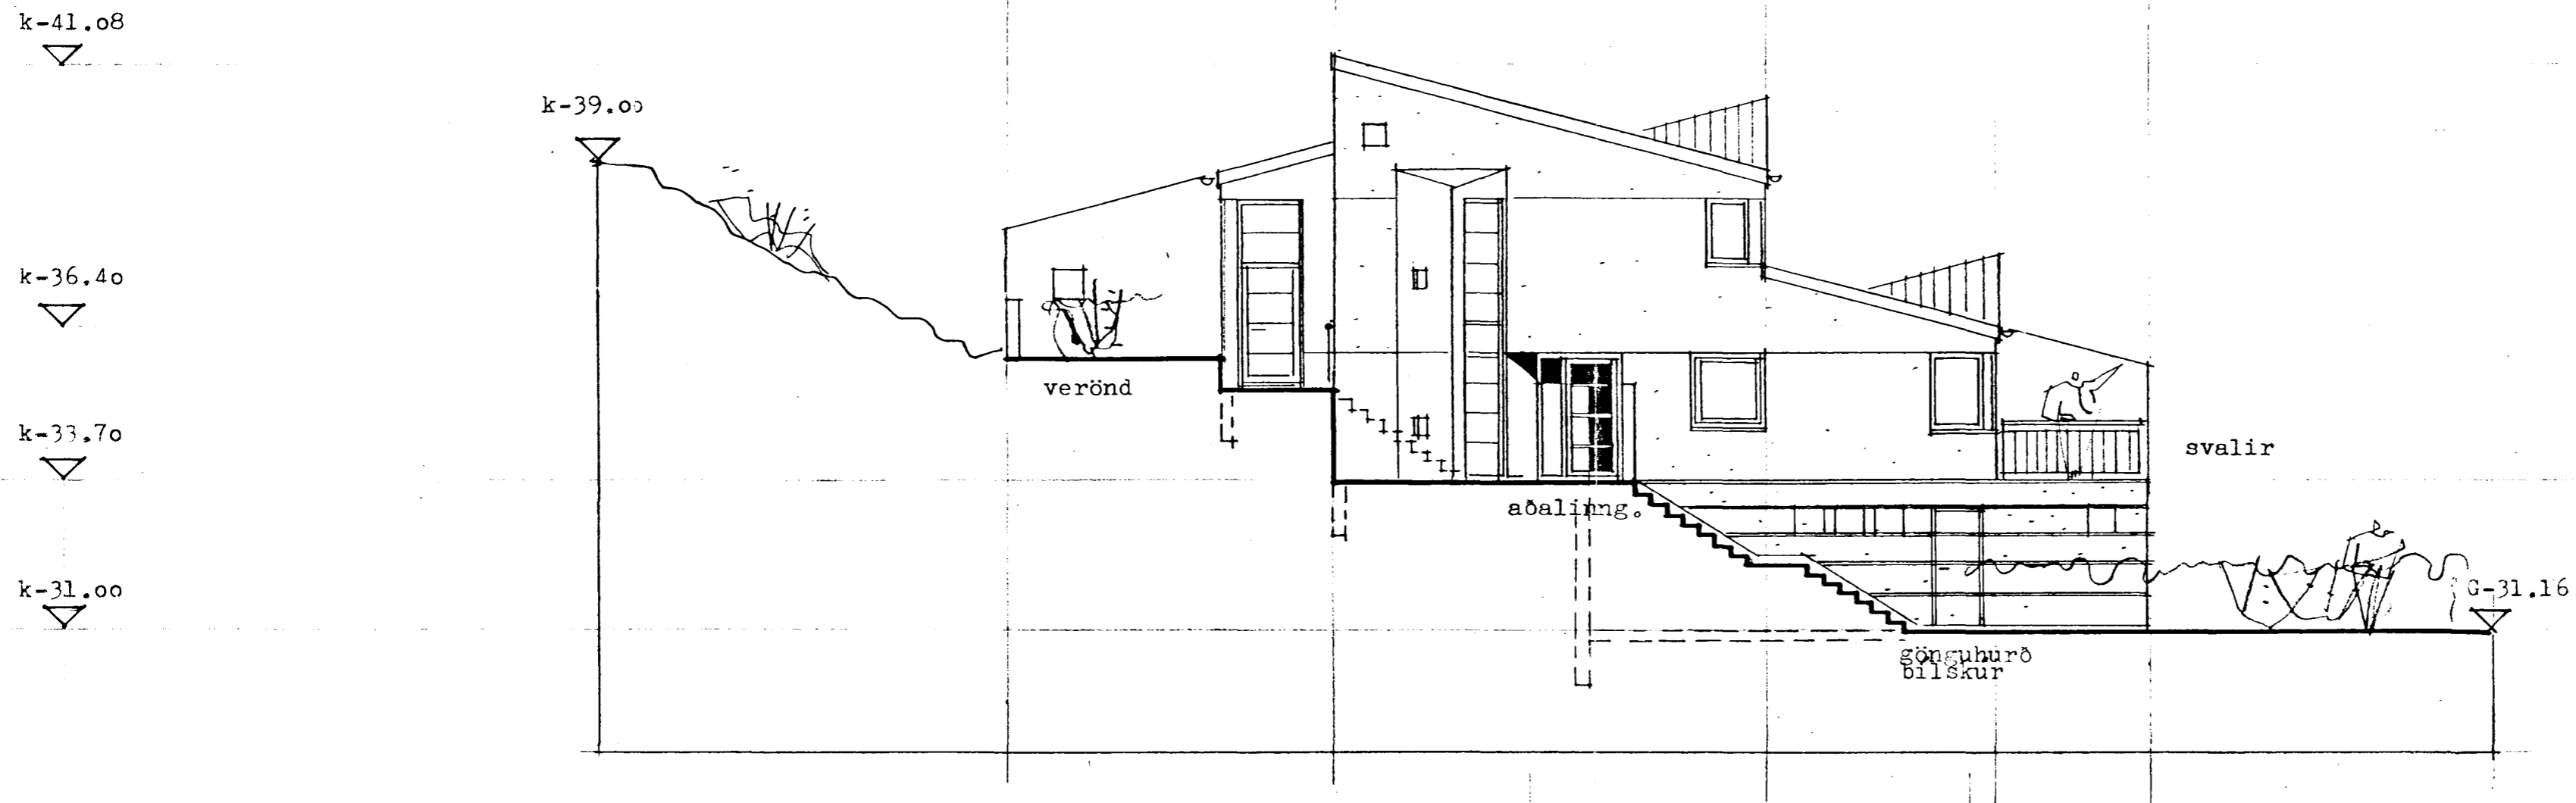 k-41.08
k-39.00
k-36.40
k-33.70
k-31.00
verönd
aðalinng.
svalir
G-31.16
gönguhurð
bílskúr